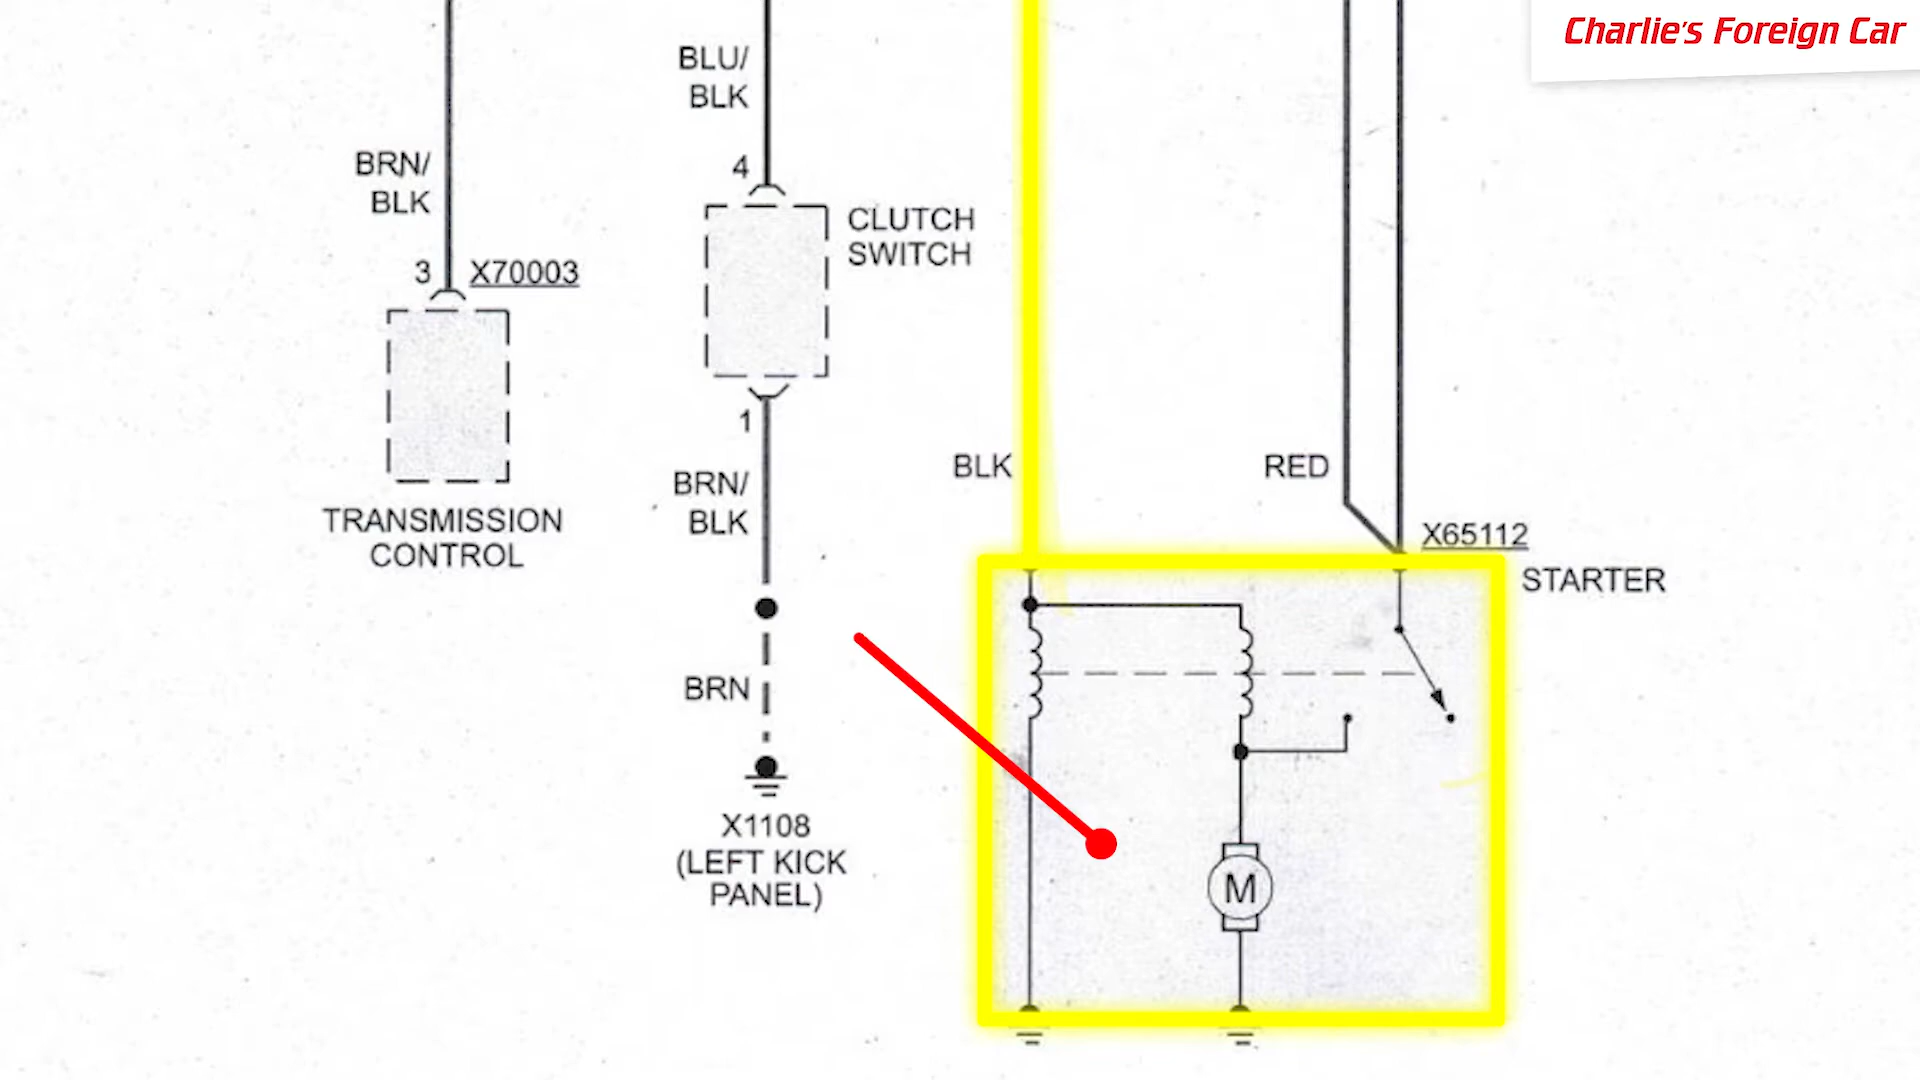 Charlie's Foreign Car
BLU/
BLK
BRN/
BLK
4
CLUTCH
SWITCH
3
X70003
1
BLK
RED
BRN/
BLK
TRANSMISSION
CONTROL
X65112
STARTER
BRN
X1108
(LEFT KICK
PANEL)
M